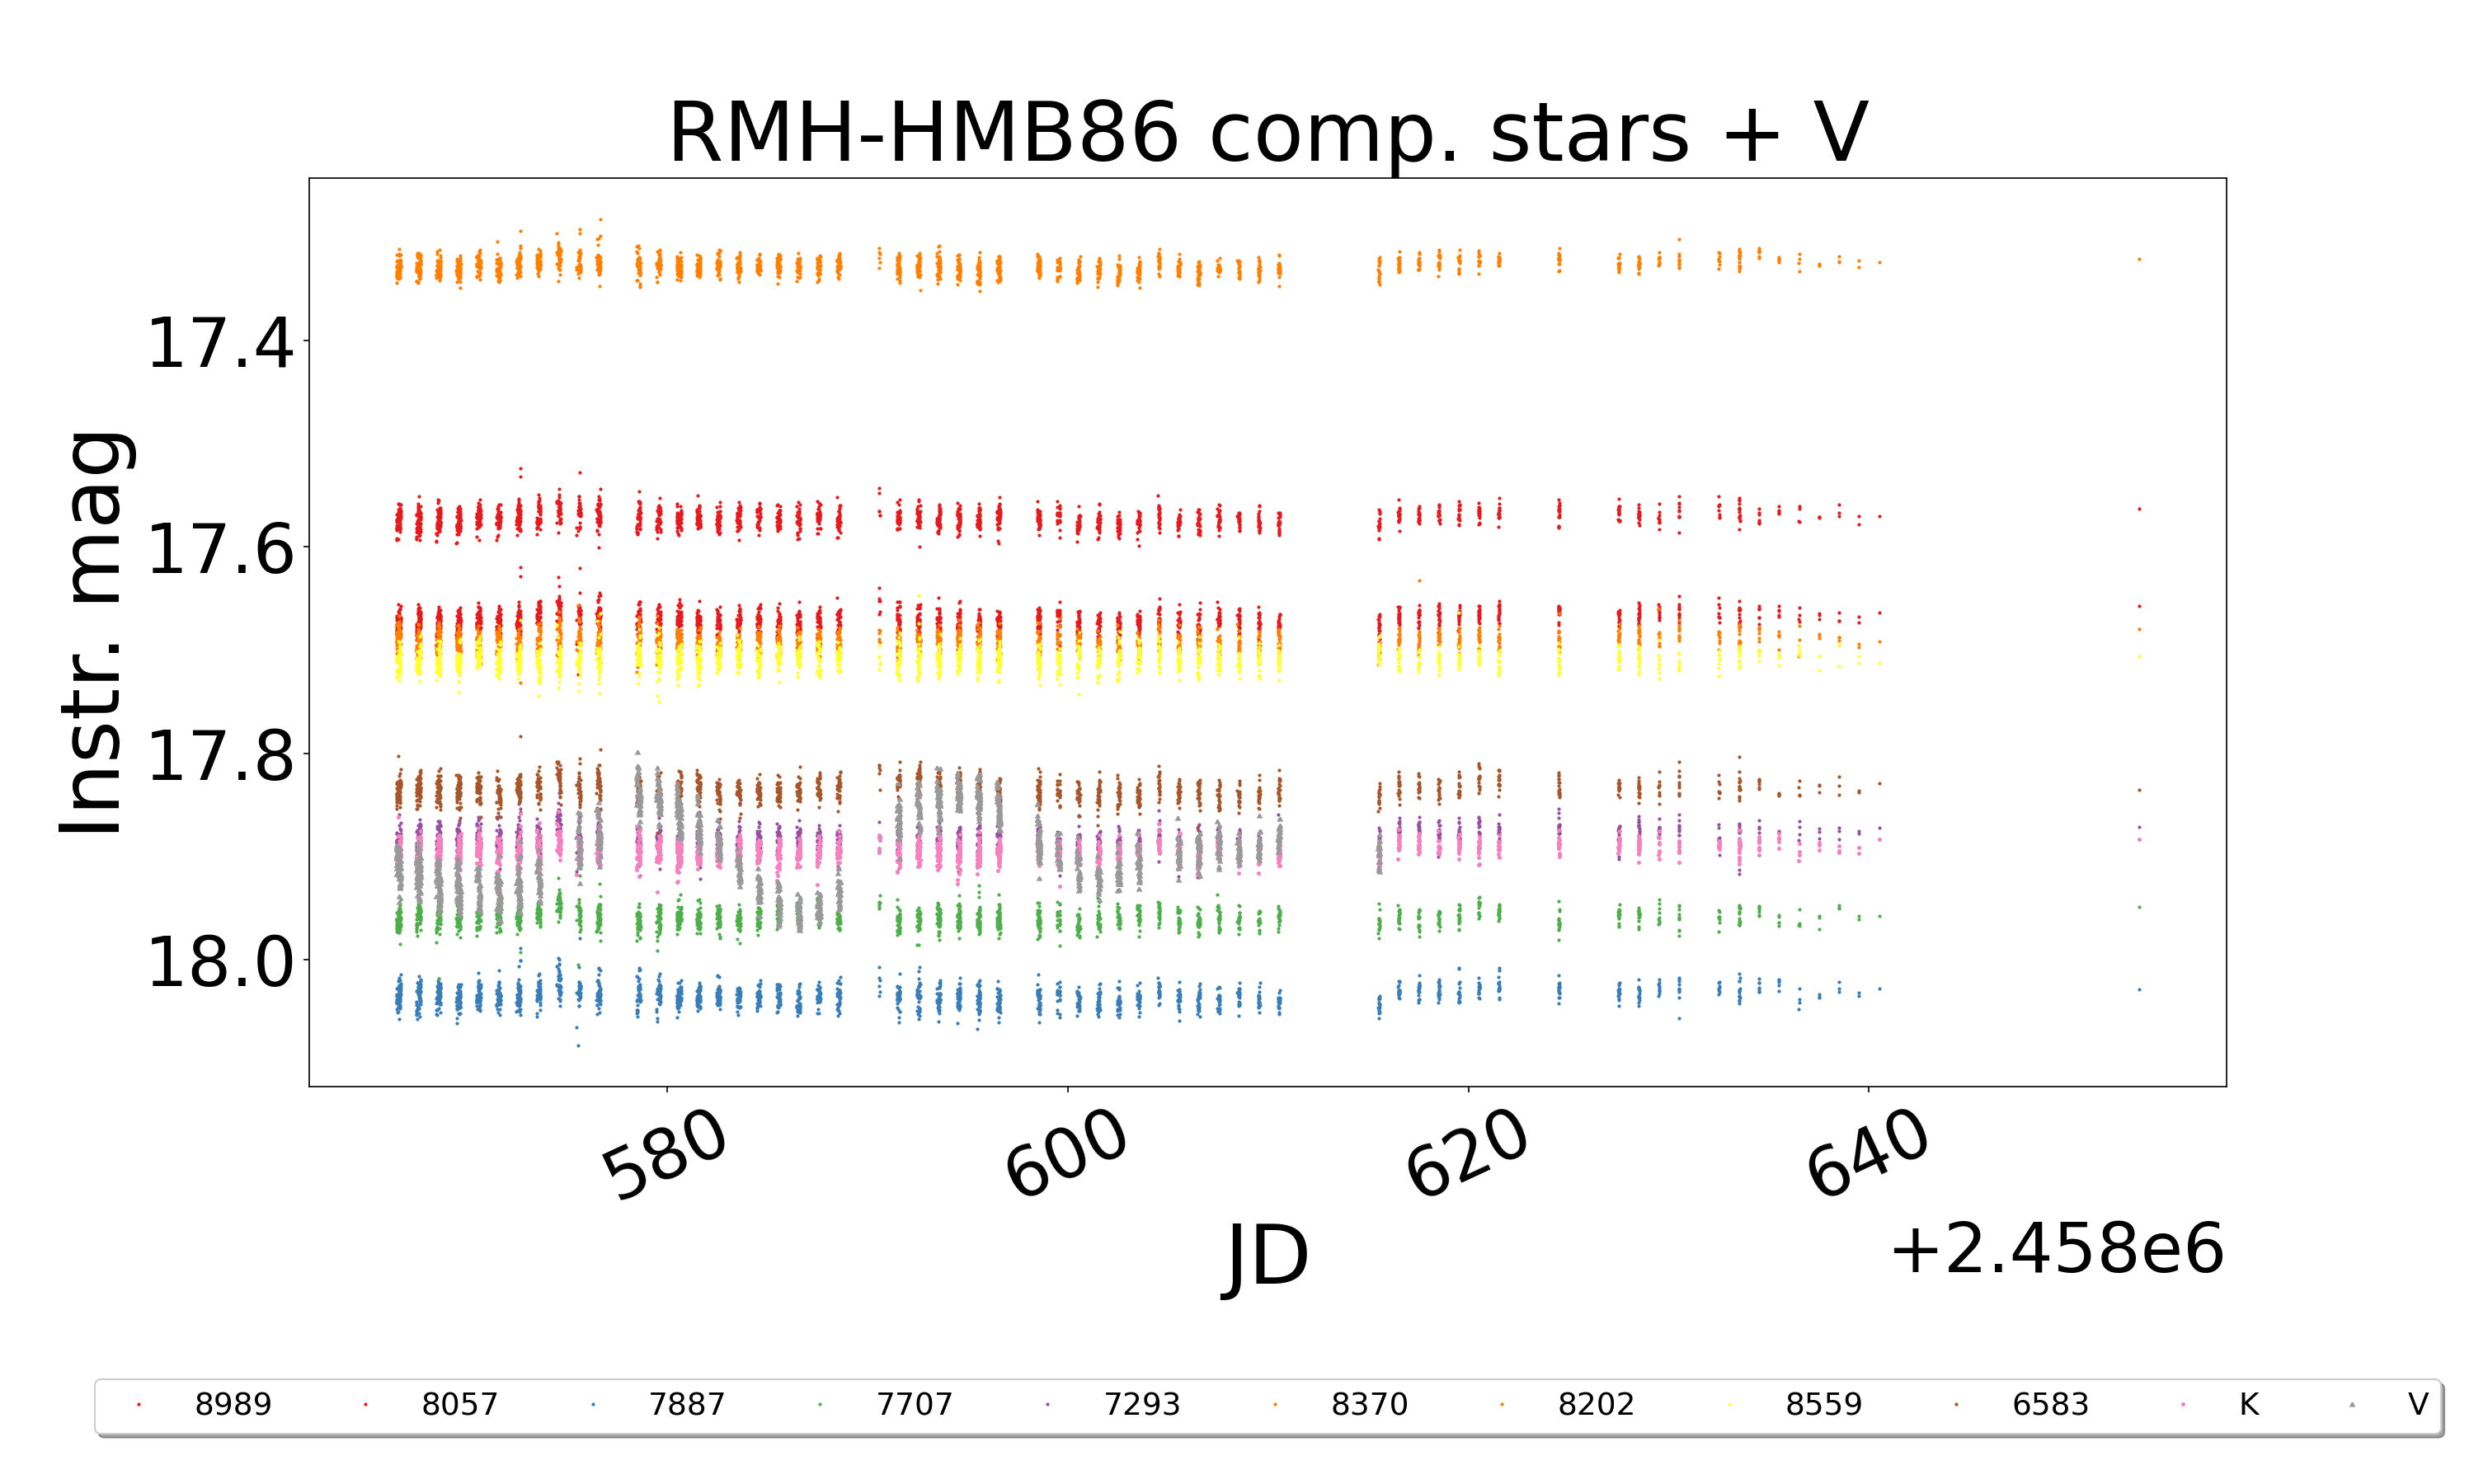 RMH-HMB86 comp. stars + V
Instr. mag
17.4
17.6
17.8
18.0
580
600
620
640
JD
+2.458e6
8989 8057 7887 7707 7293 8370 8202 8559 6583 K V